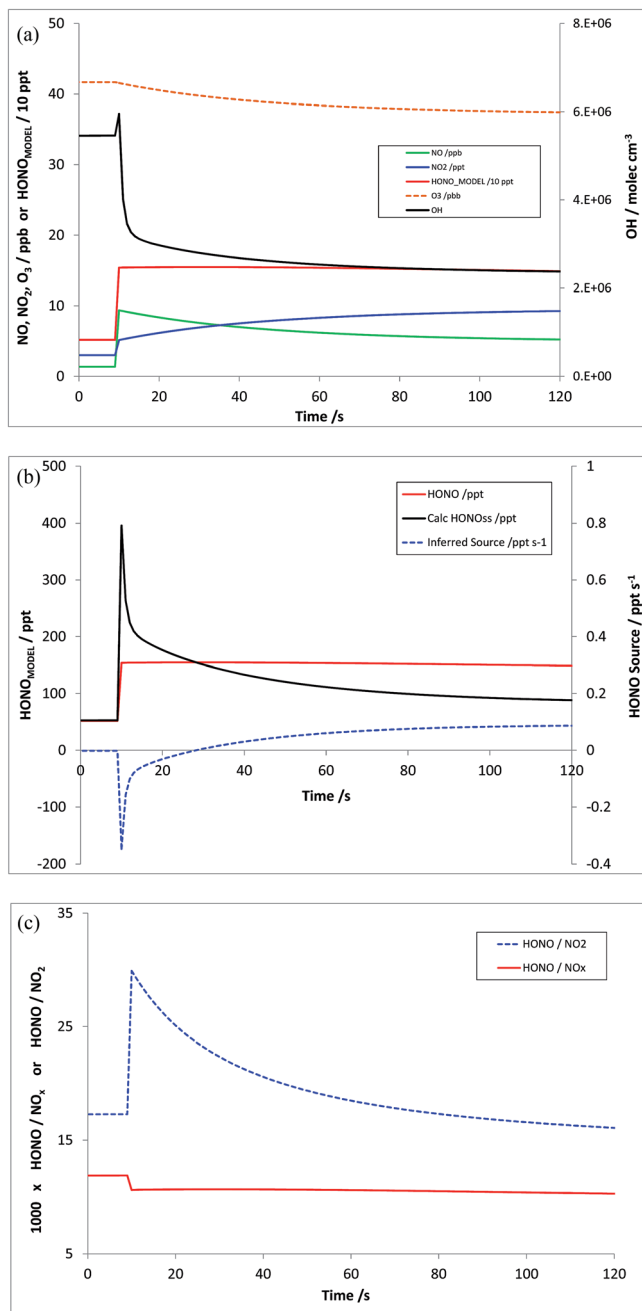 (a)
NO, NO2, O3 / ppb or HONOMODEL / 10 ppt
50
40
30
20
10
0
8.E+06
6.E+06
4.E+06
2.E+06
0.E+00
OH / molec cm-3
NO /ppb
NO2 /ppt
HONO_MODEL /10 ppt
O3 /pbb
OH
0
20
40
60
80
100
120
Time /s
(b)
HONOMODEL / ppt
500
400
300
200
100
0
-100
-200
1
0.8
0.6
0.4
0.2
0
-0.2
-0.4
HONO Source / ppt s-1
HONO /ppt
Calc HONOss /ppt
Inferred Source /ppt s-1
0
20
40
60
80
100
120
Time /s
(c)
1000 x HONO / NOx or HONO / NO2
35
25
15
5
HONO / NO2
HONO / NOx
0
20
40
60
80
100
120
Time /s